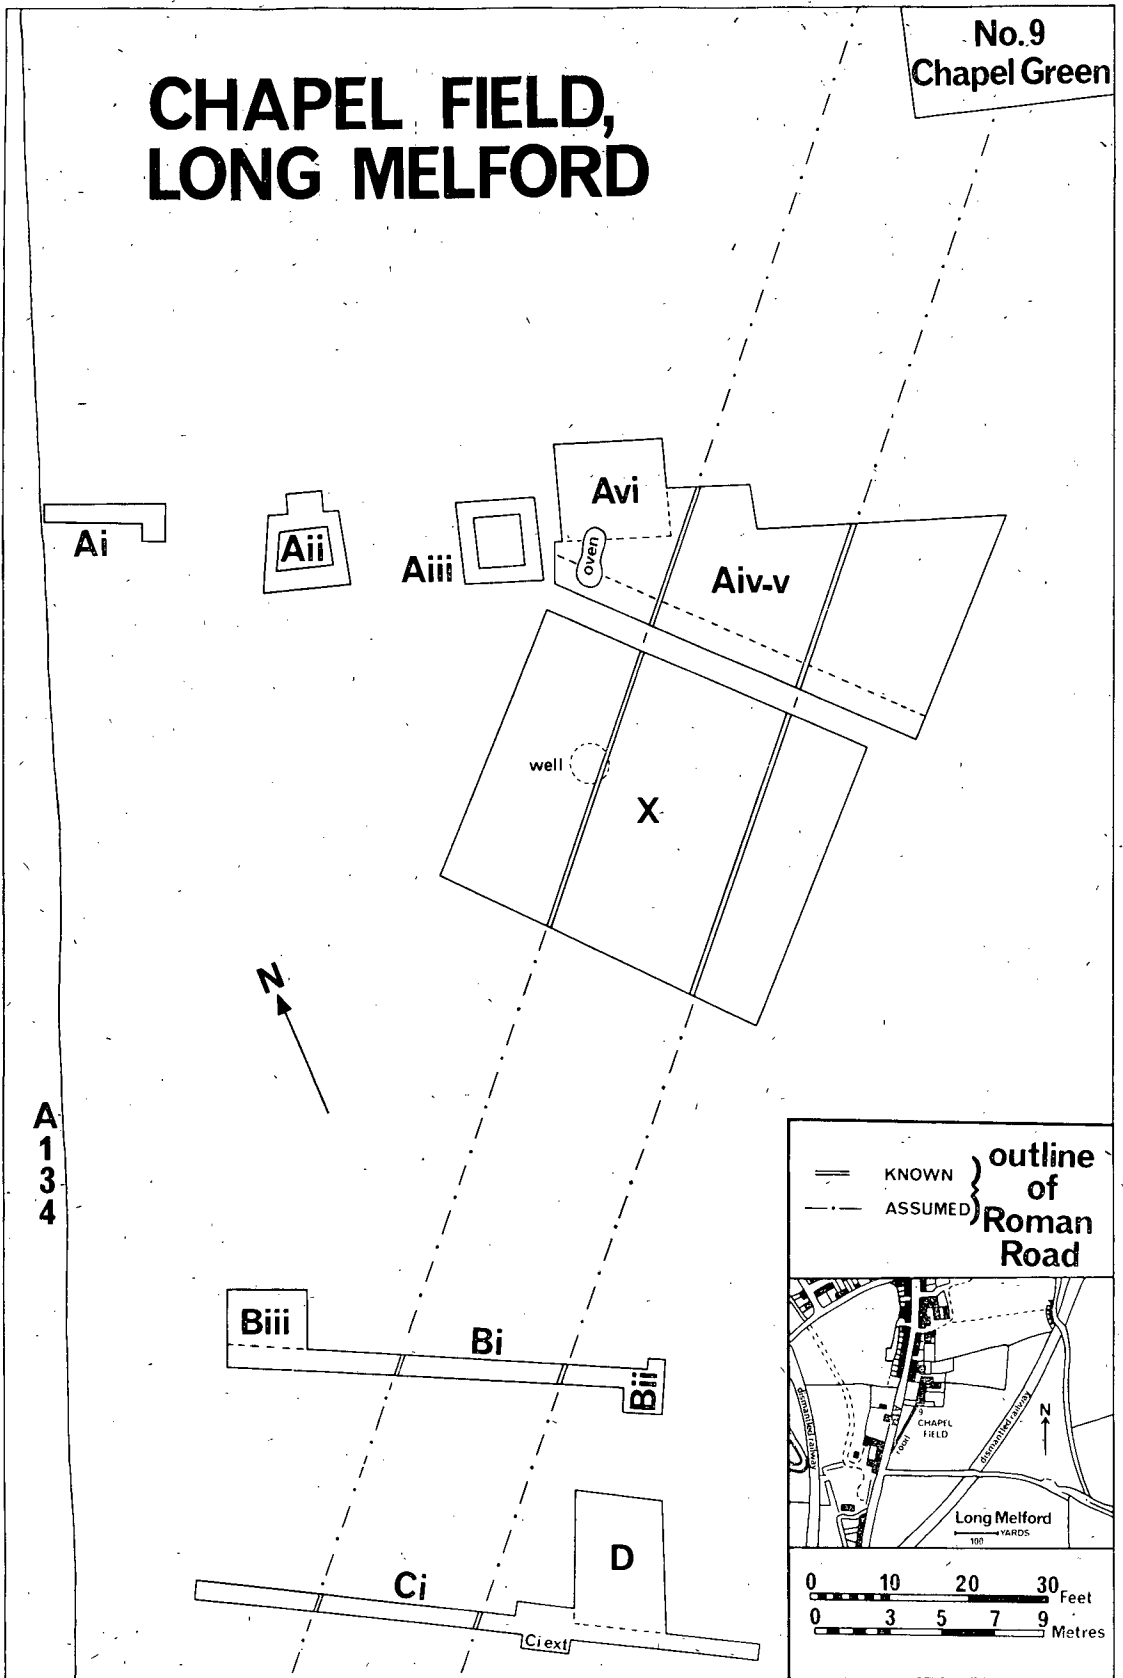 No.9
Chapel Green
CHAPEL FIELD,
LONG MELFORD
Avi
Ai
Aii
Aiii
oven
Aiv-v
well
X
N
A
1
3
4
KNOWN
ASSUMED
outline
of
Roman
Road
Biii
Bi
Bii
dismantled railway
dismantled railway
9
CHAPEL
FIELD
N
Long Melford
YARDS
100
D
Ci
Ci ext
0 10 20 30 Feet
0 3 5 7 9 Metres